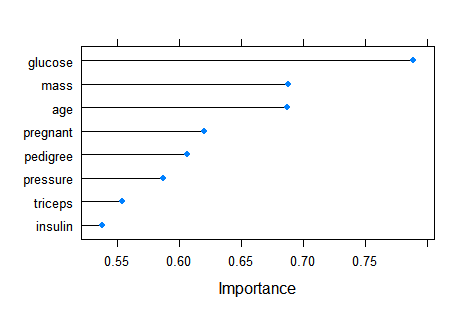 glucose
mass
age
pregnant
pedigree
pressure
triceps
insulin
0.55 0.60 0.65 0.70 0.75
Importance